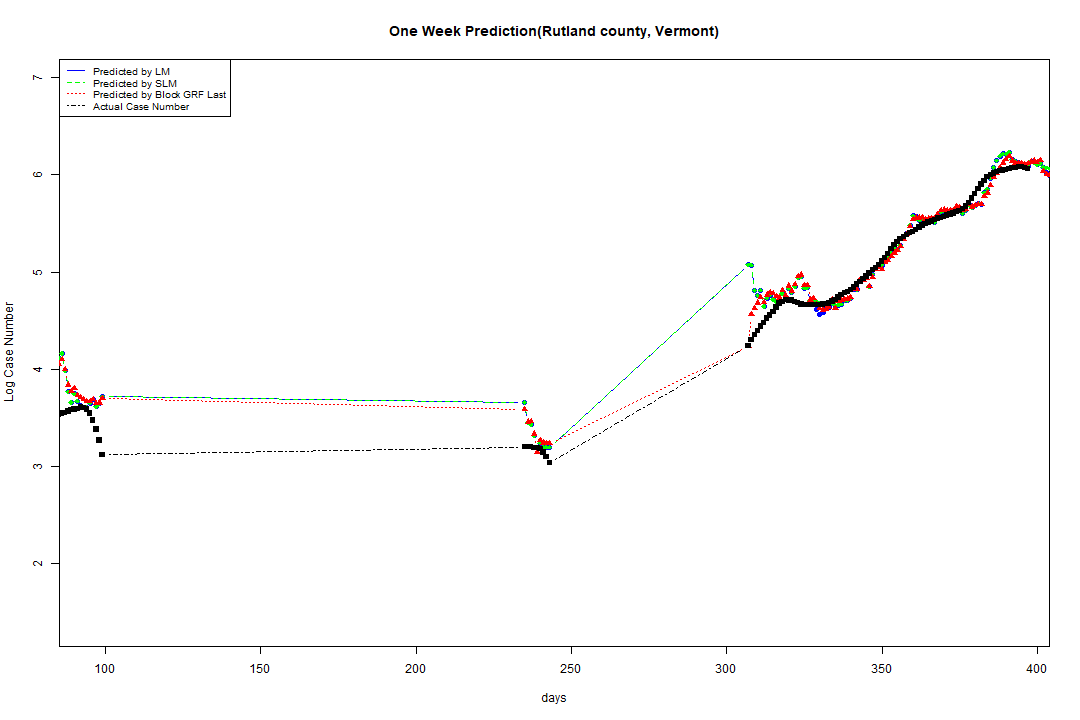 One Week Prediction(Rutland county, Vermont)
Predicted by LM
Predicted by SLM
Predicted by Block GRF Last
Actual Case Number
7
6
5
4
3
2
Log Case Number
100 150 200 250 300 350 400
days